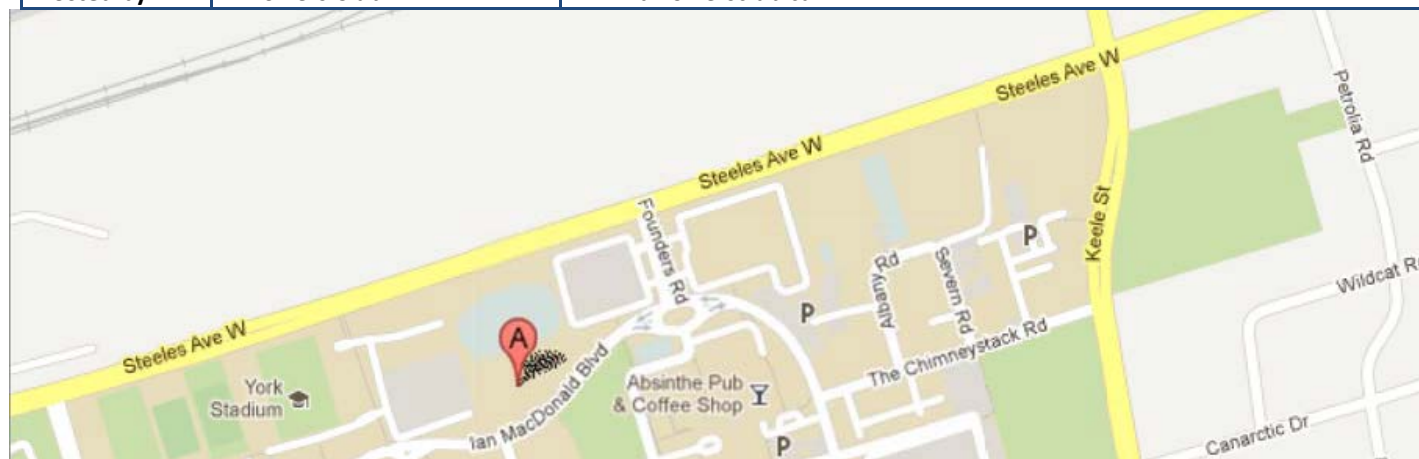 Steeles Ave W
Petrolia Rd
Steeles Ave W
Founders Rd
Keele St
P
Albany Rd
Severn Rd
Wildcat
P
Steeles Ave W
A
The Chimneystack Rd
York
Stadium
Absinthe Pub
& Coffee Shop
Ian MacDonald Blvd
P
Canarctic Dr